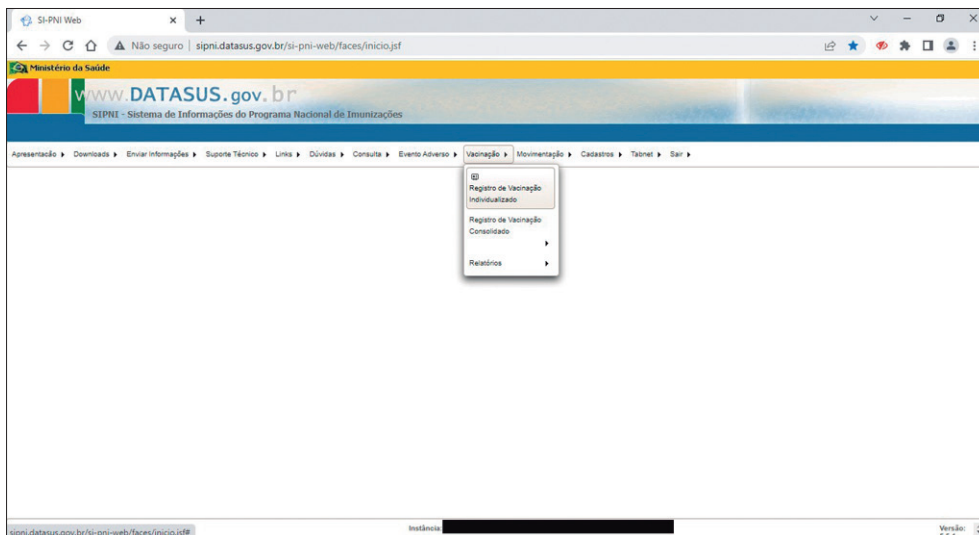 SI-PNI Web
Não seguro | sipni.datasus.gov.br/si-pni-web/faces/inicio.jsf
Ministério da Saúde
www.DATASUS.gov.br
SIPNI - Sistema de Informações do Programa Nacional de Imunizações
Apresentacão Downloads Enviar Informações Suporte Técnico Links Dúvidas Consulta Evento Adverso Vacinação Movimentação Cadastros Tabnet Sair
Registro de Vacinação
Individualizado
Registro de Vacinação
Consolidado
Relatórios
sipni.datasus.gov.br/si-pni-web/faces/inicio.jsf# Instância: Versão: